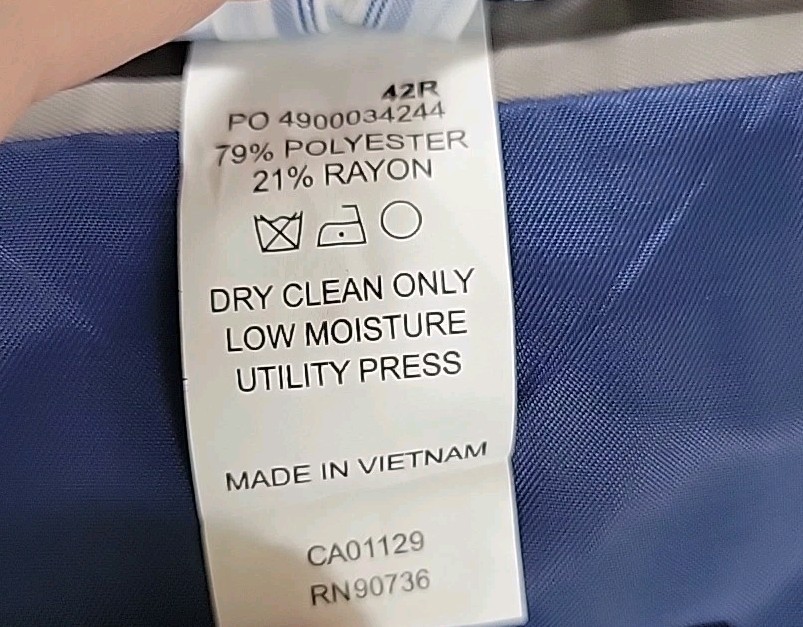 42R
PO 4900034244
79% POLYESTER
21% RAYON
DRY CLEAN ONLY
LOW MOISTURE
UTILITY PRESS
MADE IN VIETNAM
CA01129
RN90736